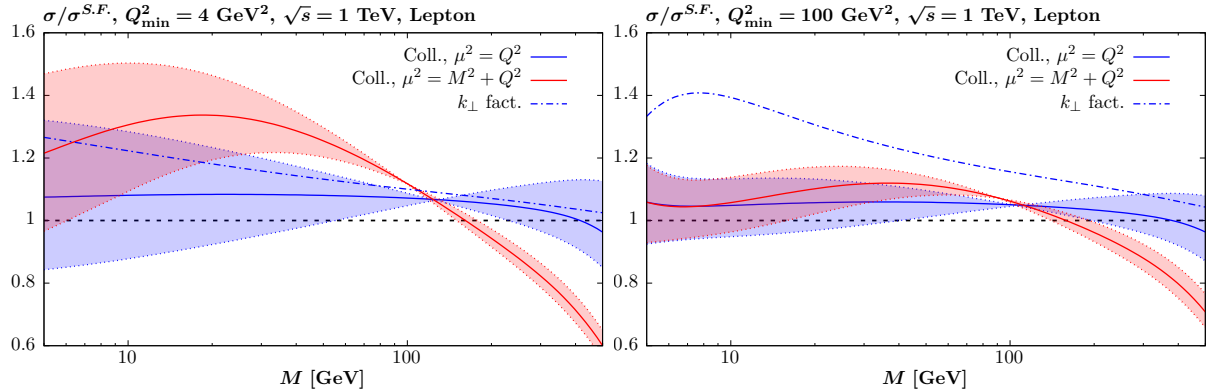 σ/σ^{S.F.}, Q²_min = 4 GeV², √s = 1 TeV, Lepton
1.6
1.4
1.2
1
0.8
0.6
Coll., μ² = Q²
Coll., μ² = M² + Q²
k⊥ fact.
10
100
M [GeV]
σ/σ^{S.F.}, Q²_min = 100 GeV², √s = 1 TeV, Lepton
1.6
1.4
1.2
1
0.8
0.6
Coll., μ² = Q²
Coll., μ² = M² + Q²
k⊥ fact.
10
100
M [GeV]